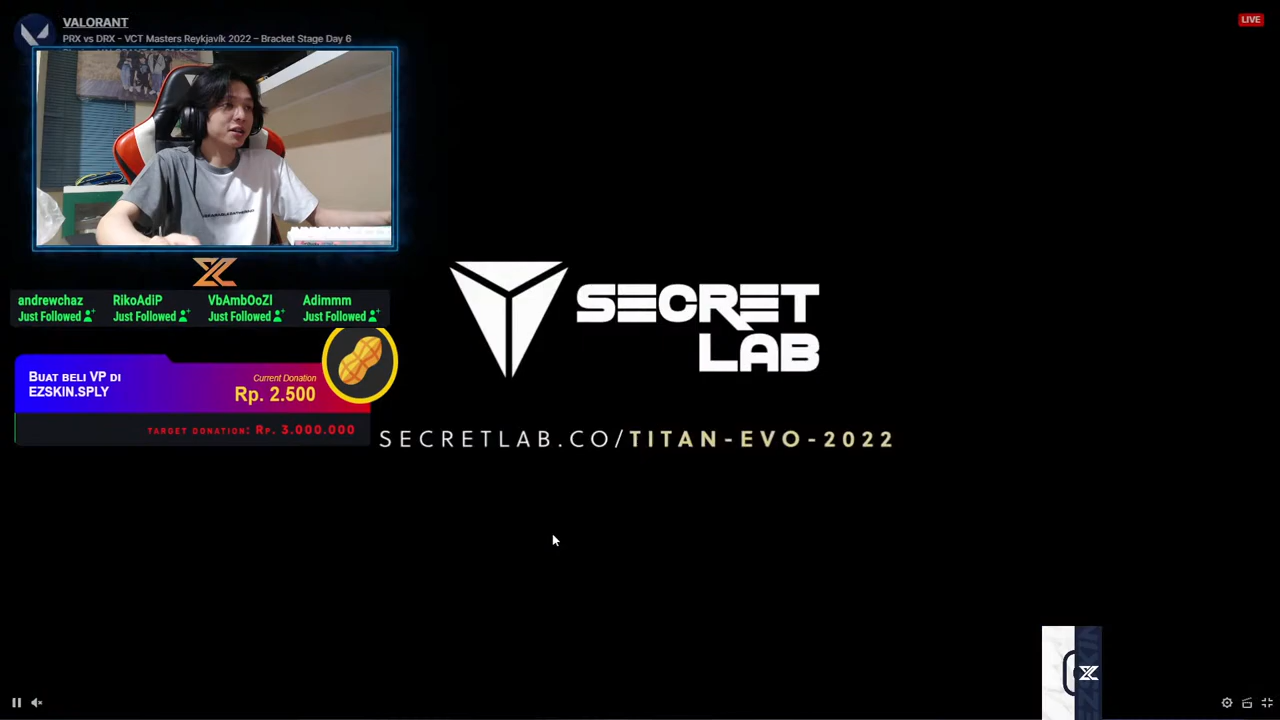 VALORANT
PRX vs DRX - VCT Masters Reykjavík 2022 – Bracket Stage Day 6
LIVE
andrewchaz
Just Followed
RikoAdiP
Just Followed
VbAmbOoZI
Just Followed
Adimmm
Just Followed
BUAT BELI VP DI
EZSKIN.SPLY
Current Donation
Rp. 2.500
TARGET DONATION: RP. 3.000.000
SECRET
LAB
SECRETLAB.CO/TITAN-EVO-2022
EZSKIN